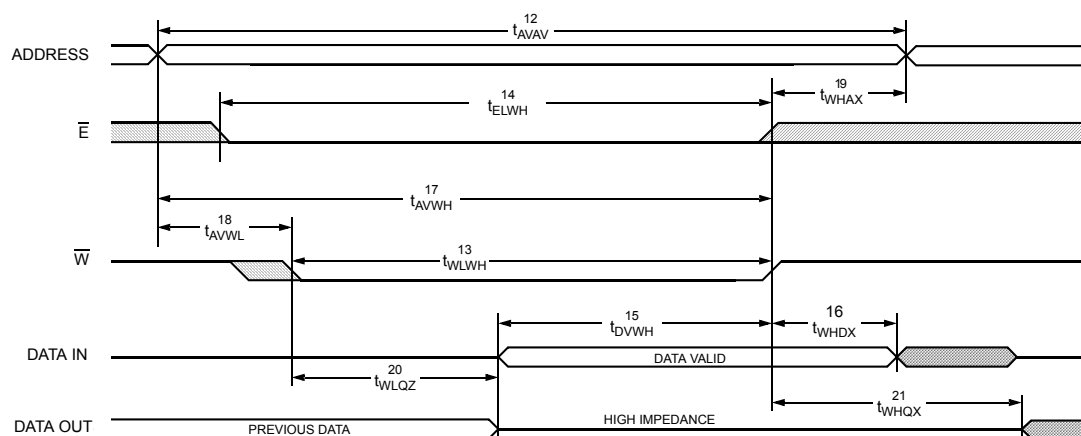 12
tAVAV
ADDRESS
19
tWHAX
14
tELWH
E
17
tAVWH
18
tAVWL
13
tWLWH
W
15
tDVWH
16
tWHDX
DATA IN
DATA VALID
20
tWLQZ
21
tWHQX
DATA OUT
PREVIOUS DATA
HIGH IMPEDANCE